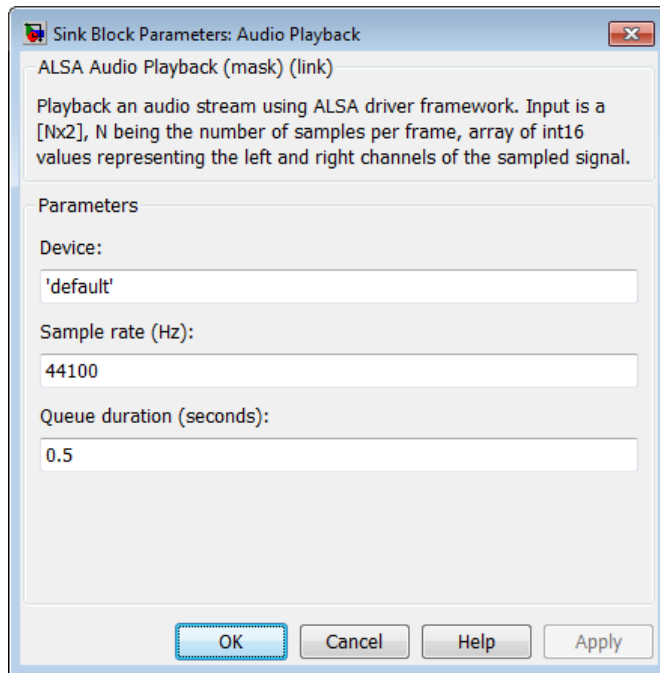 Sink Block Parameters: Audio Playback
ALSA Audio Playback (mask) (link)
Playback an audio stream using ALSA driver framework. Input is a
[Nx2], N being the number of samples per frame, array of int16
values representing the left and right channels of the sampled signal.
Parameters
Device:
'default'
Sample rate (Hz):
44100
Queue duration (seconds):
0.5
OK Cancel Help Apply